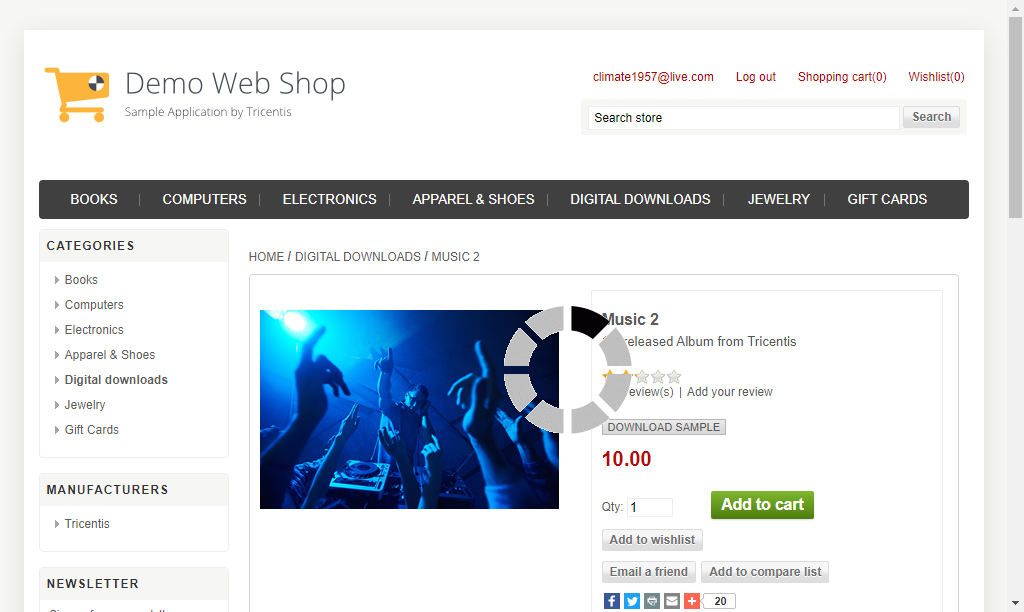 Demo Web Shop
Sample Application by Tricentis
climate1957@live.com Log out Shopping cart(0) Wishlist(0)
Search store Search
BOOKS COMPUTERS ELECTRONICS APPAREL & SHOES DIGITAL DOWNLOADS JEWELRY GIFT CARDS
CATEGORIES
Books
Computers
Electronics
Apparel & Shoes
Digital downloads
Jewelry
Gift Cards
MANUFACTURERS
Tricentis
NEWSLETTER
HOME / DIGITAL DOWNLOADS / MUSIC 2
Music 2
Album from Tricentis
| Add your review
DOWNLOAD SAMPLE
10.00
Qty: 1 Add to cart
Add to wishlist
Email a friend Add to compare list
20